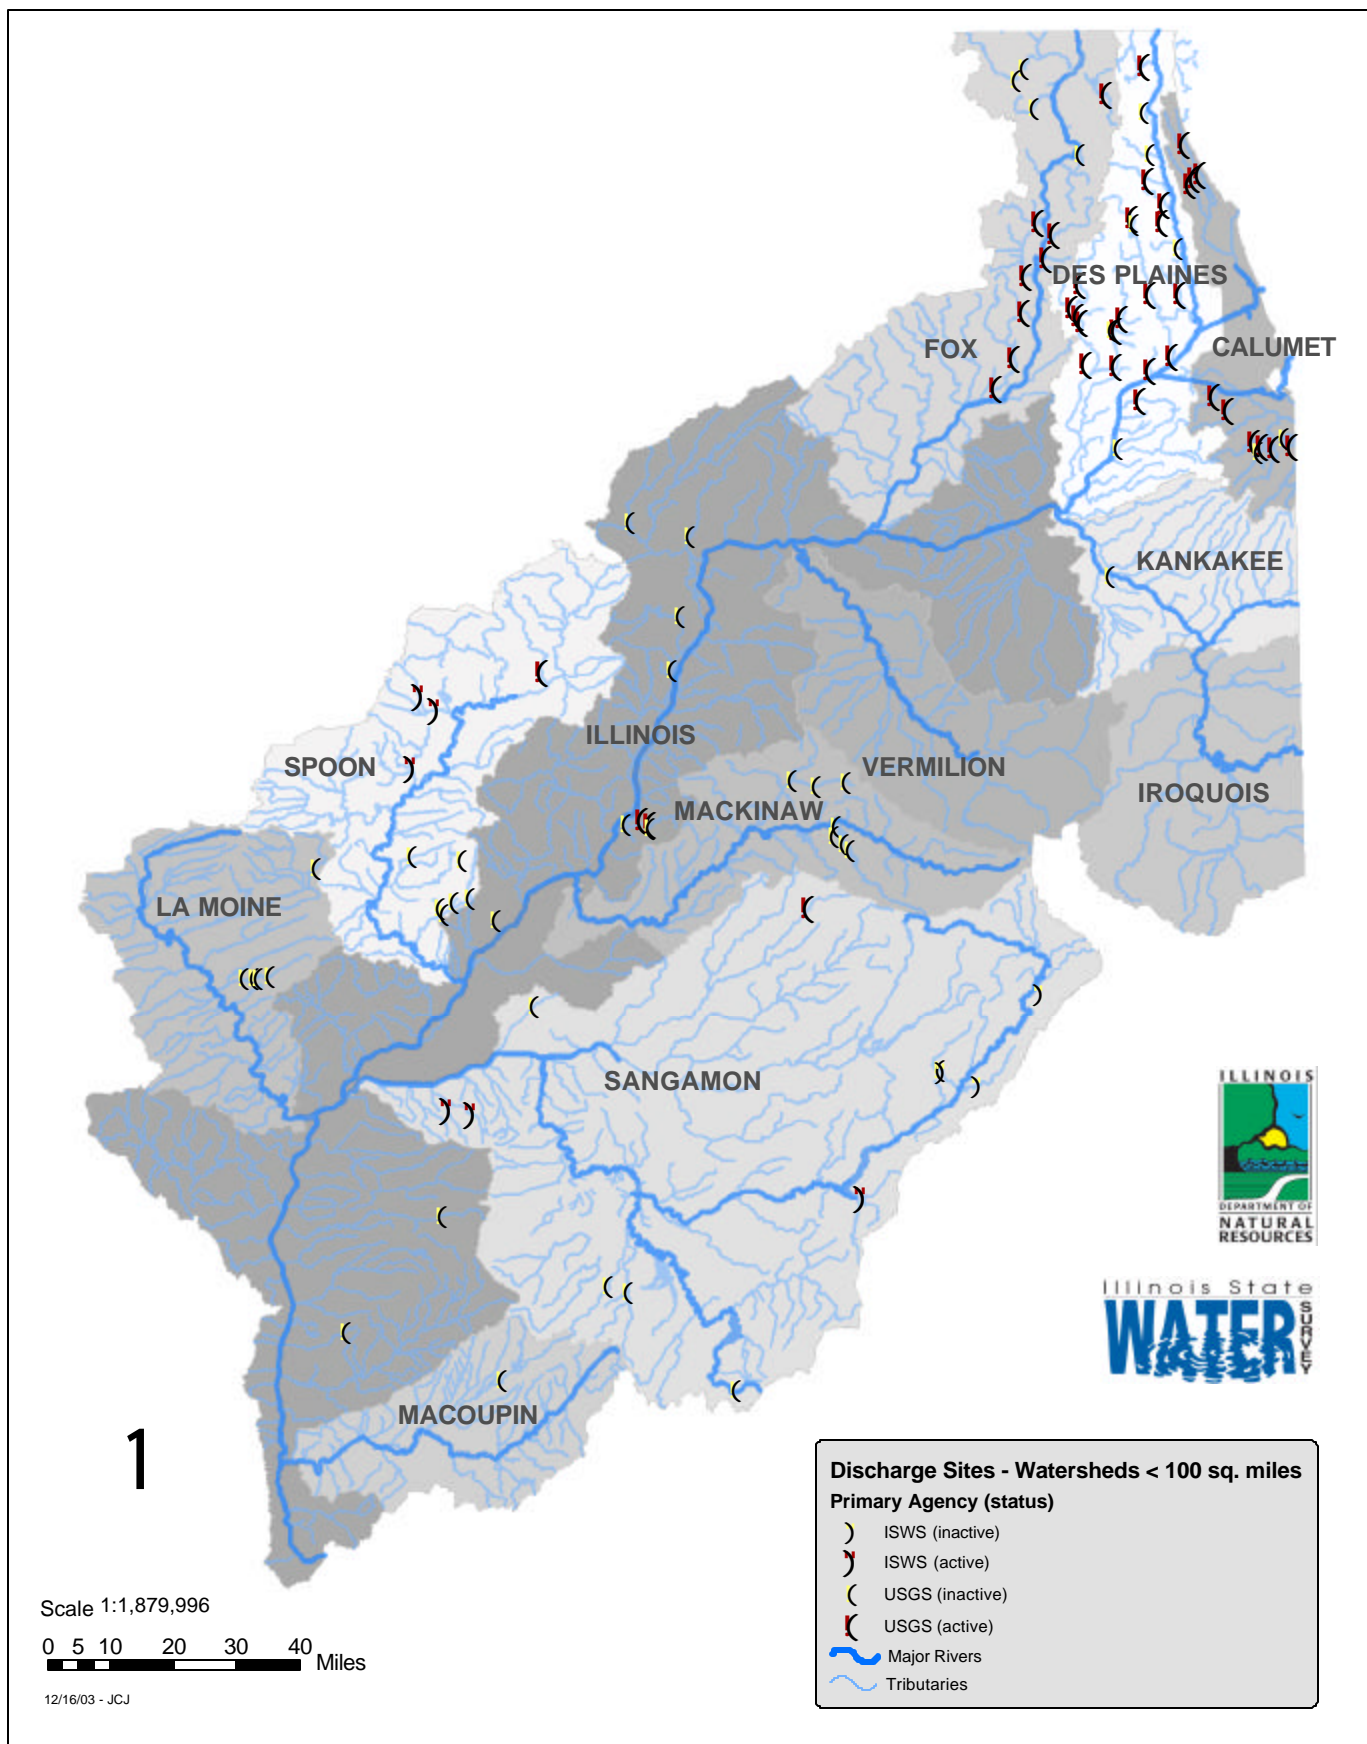 DES PLAINES
FOX
CALUMET
KANKAKEE
ILLINOIS
SPOON
VERMILION
IROQUOIS
MACKINAW
LA MOINE
SANGAMON
MACOUPIN
ILLINOIS
DEPARTMENT OF
NATURAL
RESOURCES
Illinois State
WATER
SURVEY
1
Discharge Sites - Watersheds < 100 sq. miles
Primary Agency (status)
ISWS (inactive)
ISWS (active)
USGS (inactive)
USGS (active)
Major Rivers
Tributaries
Scale 1:1,879,996
0 5 10 20 30 40
Miles
12/16/03 - JCJ